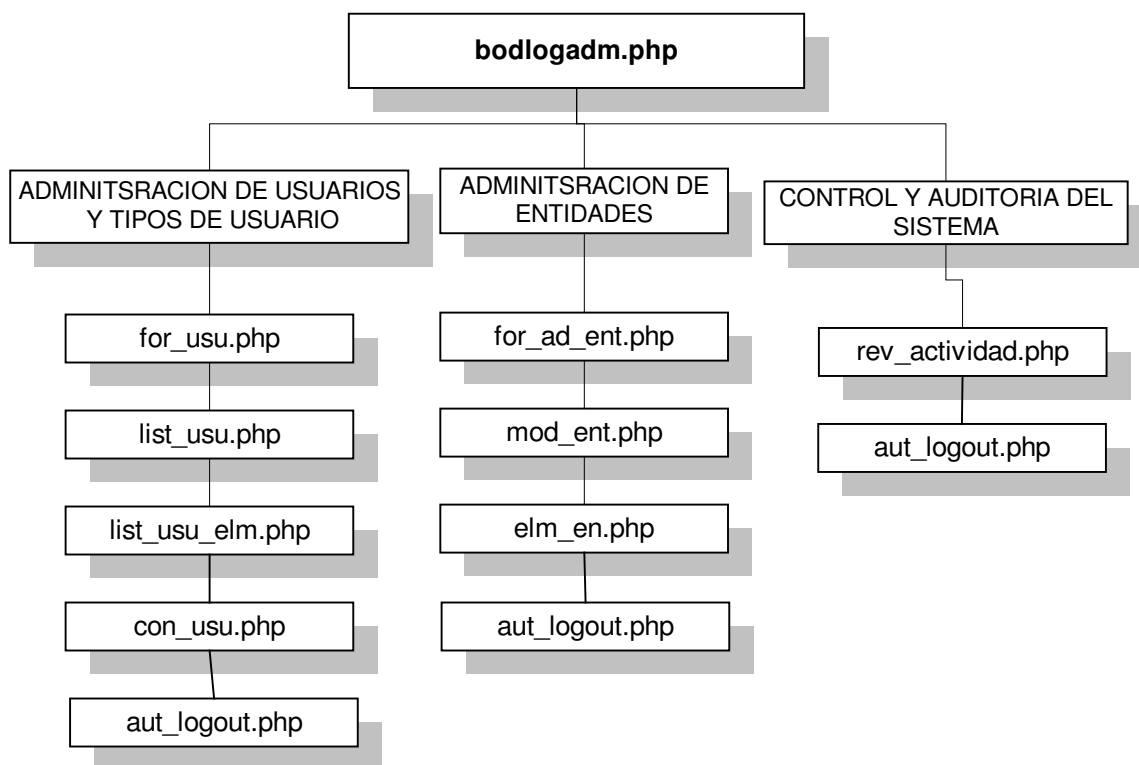 bodlogadm.php
ADMINITSRACION DE USUARIOS
Y TIPOS DE USUARIO
for_usu.php
list_usu.php
list_usu_elm.php
con_usu.php
aut_logout.php
ADMINITSRACION DE
ENTIDADES
for_ad_ent.php
mod_ent.php
elm_en.php
aut_logout.php
CONTROL Y AUDITORIA DEL
SISTEMA
rev_actividad.php
aut_logout.php